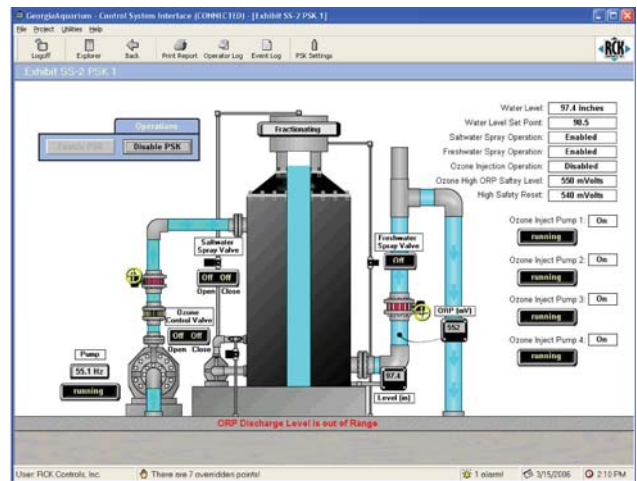 GeorgiaAquarium - Control System Interface (CONNECTED) - [Exhibit SS-2 PSK 1]
File Project Utilities Help
Logoff Explorer Back Print Report Operator Log Event Log PSK Settings
RCK
Exhibit SS-2 PSK 1
Operations
Enable PSK Disable PSK
Fractionating
Water Level: 97.4 inches
Water Level Set Point: 98.5
Saltwater Spray Operation: Enabled
Freshwater Spray Operation: Enabled
Ozone Injection Operation: Disabled
Ozone High ORP Saftey Level: 550 mVolts
High Safety Reset: 540 mVolts
Ozone Inject Pump 1: On
running
Ozone Inject Pump 2: On
running
Ozone Inject Pump 3: On
running
Ozone Inject Pump 4: On
running
Saltwater
Spray Valve
Off Off
Open Close
Ozone
Control Valve
Off Off
Open Close
Freshwater
Spray Valve
Off
ORP (mV)
552
Pump
55.1 Hz
running
97.4
Level (in)
ORP Discharge Level is out of Range
User: RCK Controls, Inc. There are 7 overridden points! 1 alarm! 3/15/2006 2:10 PM